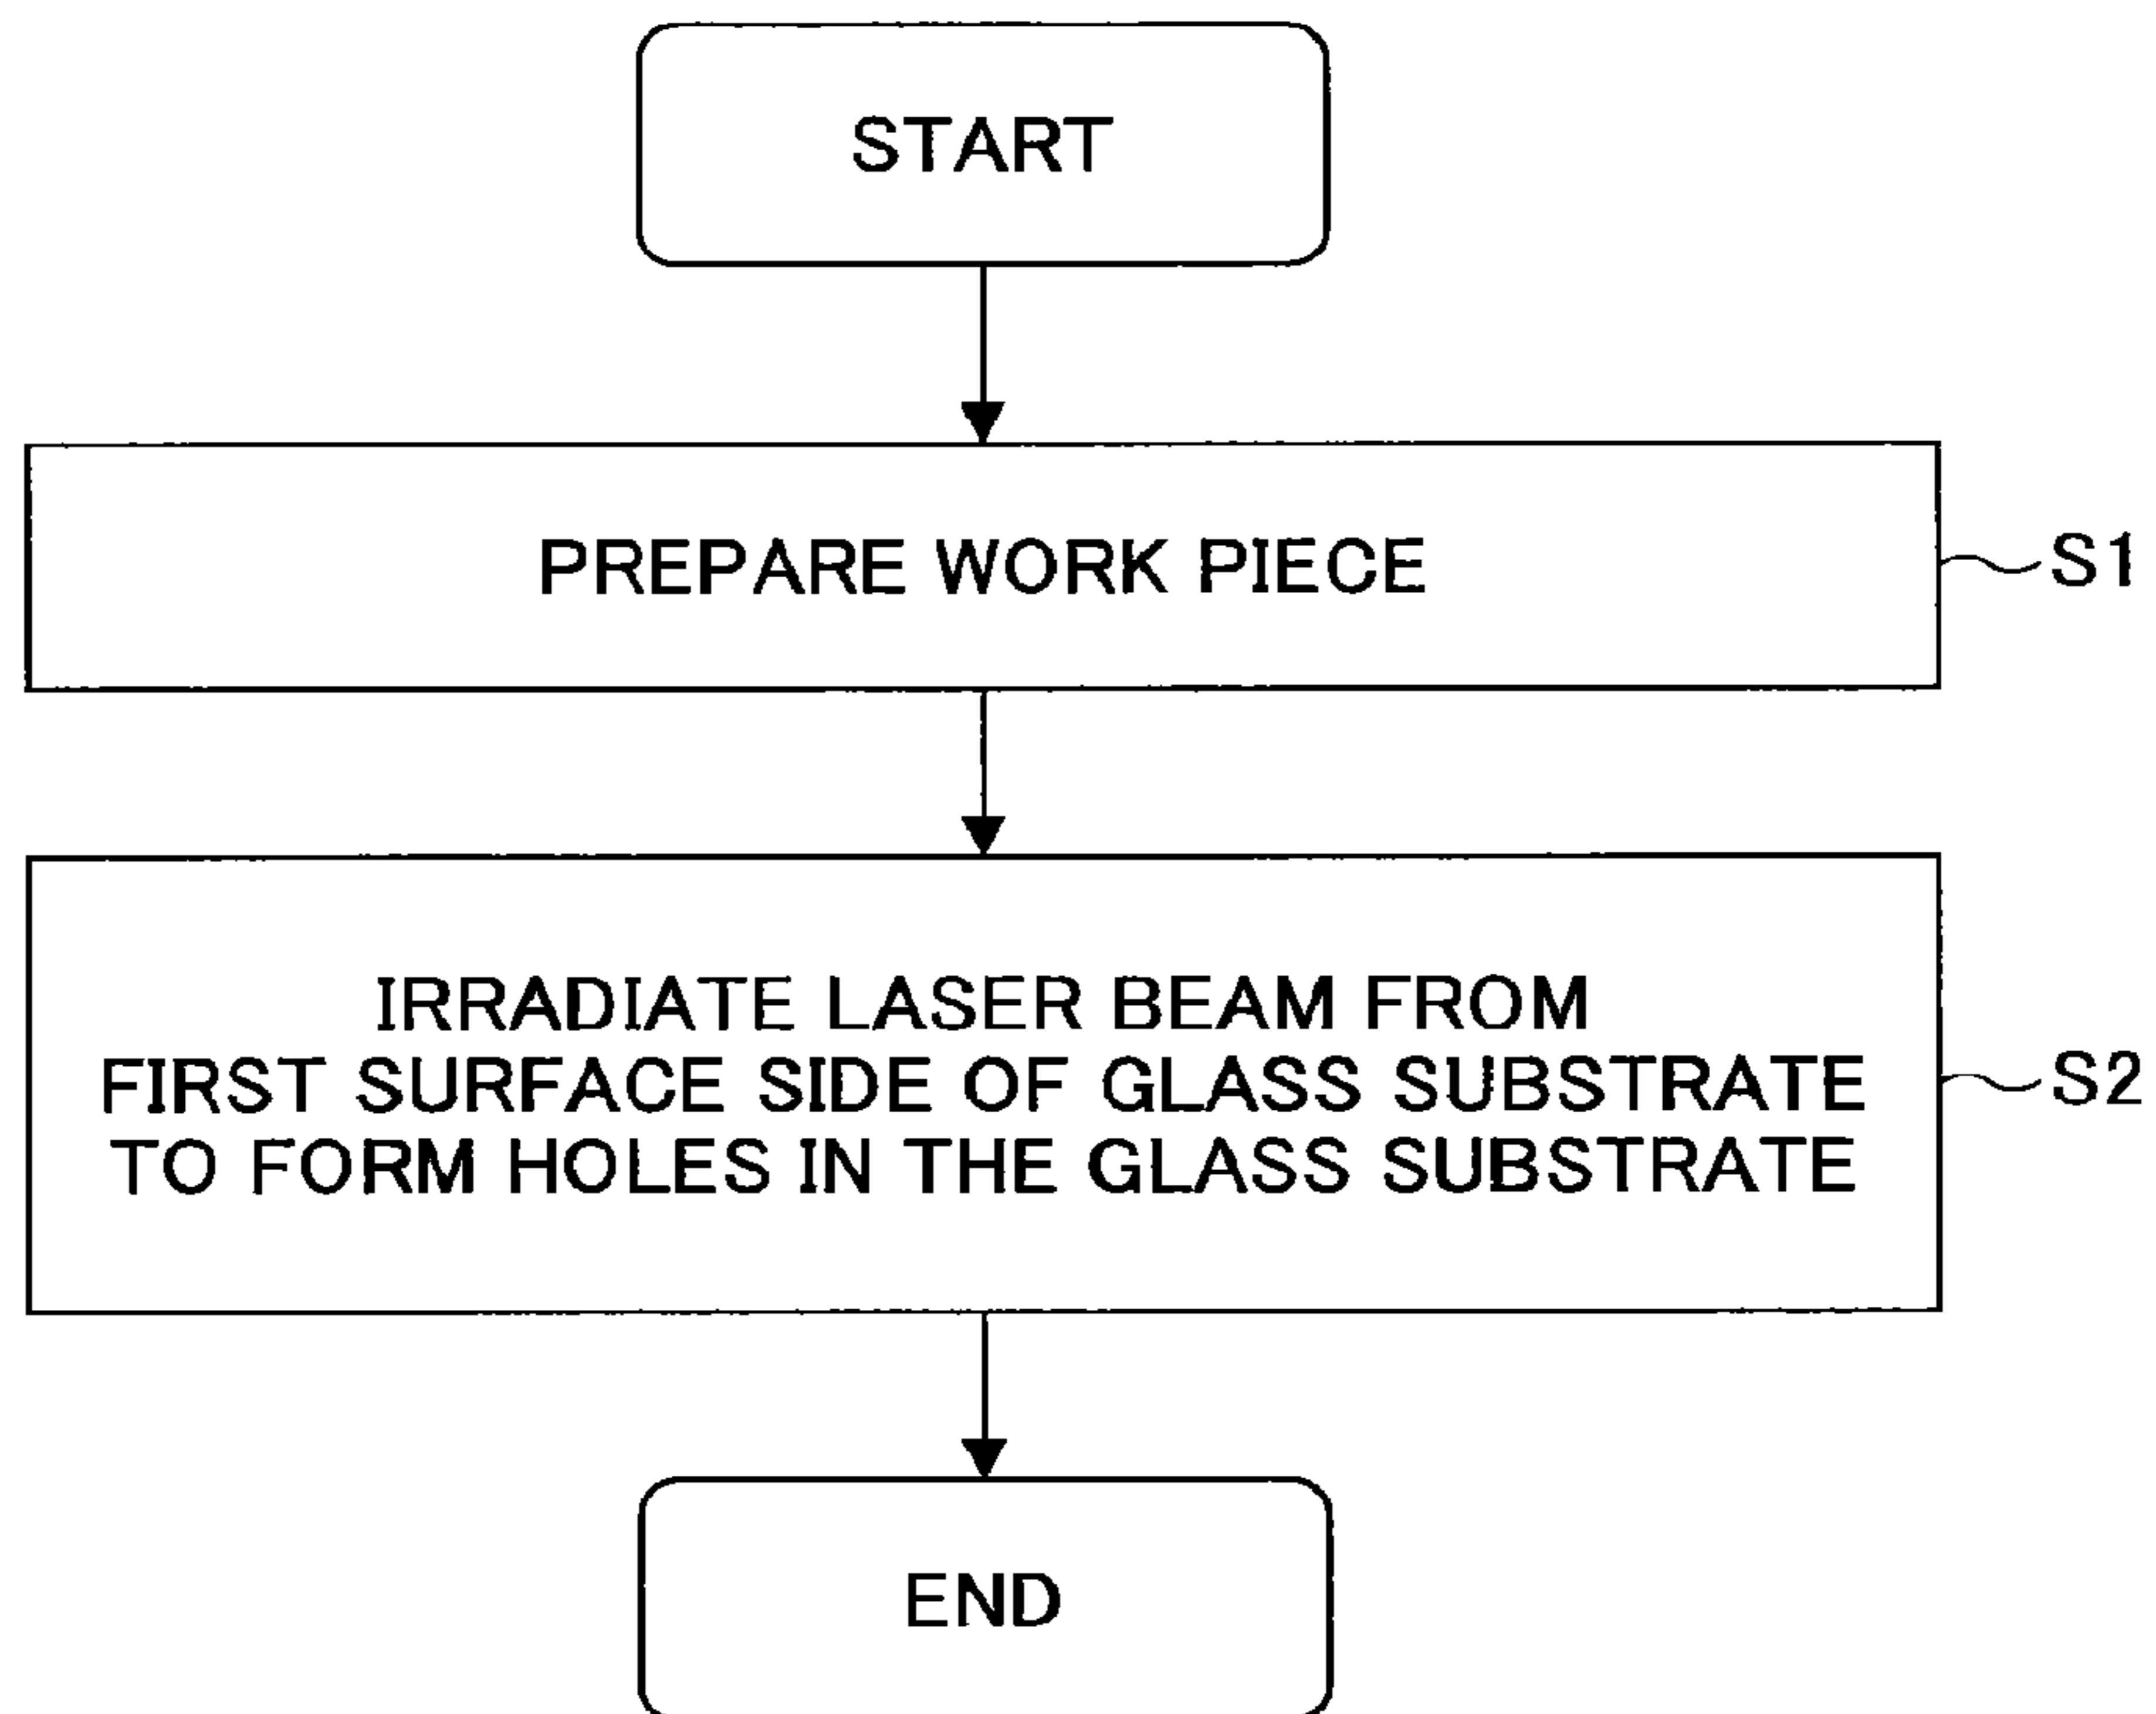 START
PREPARE WORK PIECE
S1
IRRADIATE LASER BEAM FROM
FIRST SURFACE SIDE OF GLASS SUBSTRATE
TO FORM HOLES IN THE GLASS SUBSTRATE
S2
END